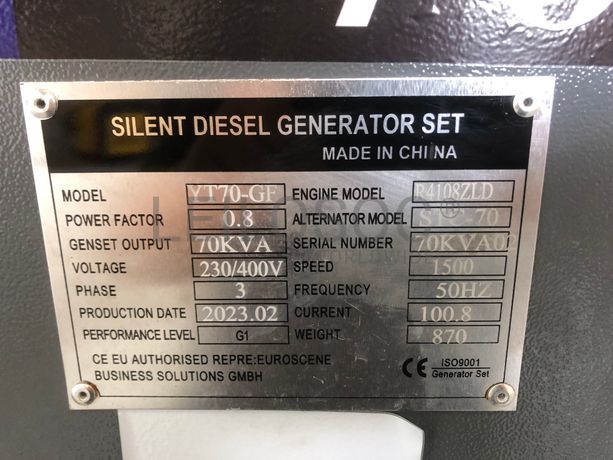 SILENT DIESEL GENERATOR SET
MADE IN CHINA
MODEL YT70-GF ENGINE MODEL R4108ZLD
POWER FACTOR 0.8 ALTERNATOR MODEL
GENSET OUTPUT 70KVA SERIAL NUMBER
VOLTAGE 230/400V SPEED 1500
PHASE 3 FREQUENCY 50HZ
PRODUCTION DATE 2023.02 CURRENT 100.8
PERFORMANCE LEVEL G1 WEIGHT 870
CE EU AUTHORISED REPRE:EUROSCENE
BUSINESS SOLUTIONS GMBH
CE ISO9001
Generator Set